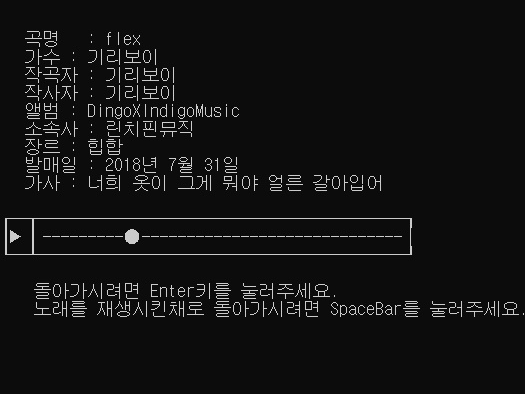 곡명 : flex
가수 : 기리보이
작곡자 : 기리보이
작사자 : 기리보이
앨범 : DingoXIndigoMusic
소속사 : 린치핀뮤직
장르 : 힙합
발매일 : 2018년 7월 31일
가사 : 너희 옷이 그게 뭐야 얼른 갈아입어
돌아가시려면 Enter키를 눌러주세요.
노래를 재생시킨채로 돌아가시려면 SpaceBar를 눌러주세요.